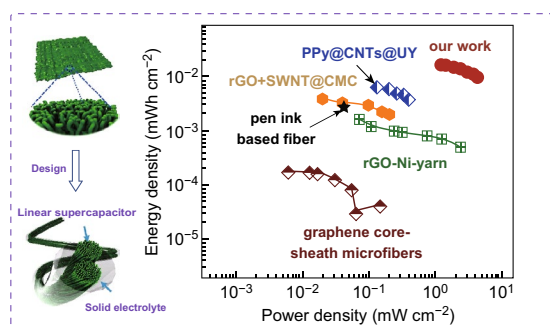 Design
Linear supercapacitor
Solid electrolyte
Energy density (mWh cm⁻²)
10⁻²
10⁻³
10⁻⁴
10⁻⁵
PPy@CNTs@UY
our work
rGO+SWNT@CMC
pen ink
based fiber
rGO-Ni-yarn
graphene core-
sheath microfibers
10⁻³ 10⁻² 10⁻¹ 10⁰ 10¹
Power density (mW cm⁻²)